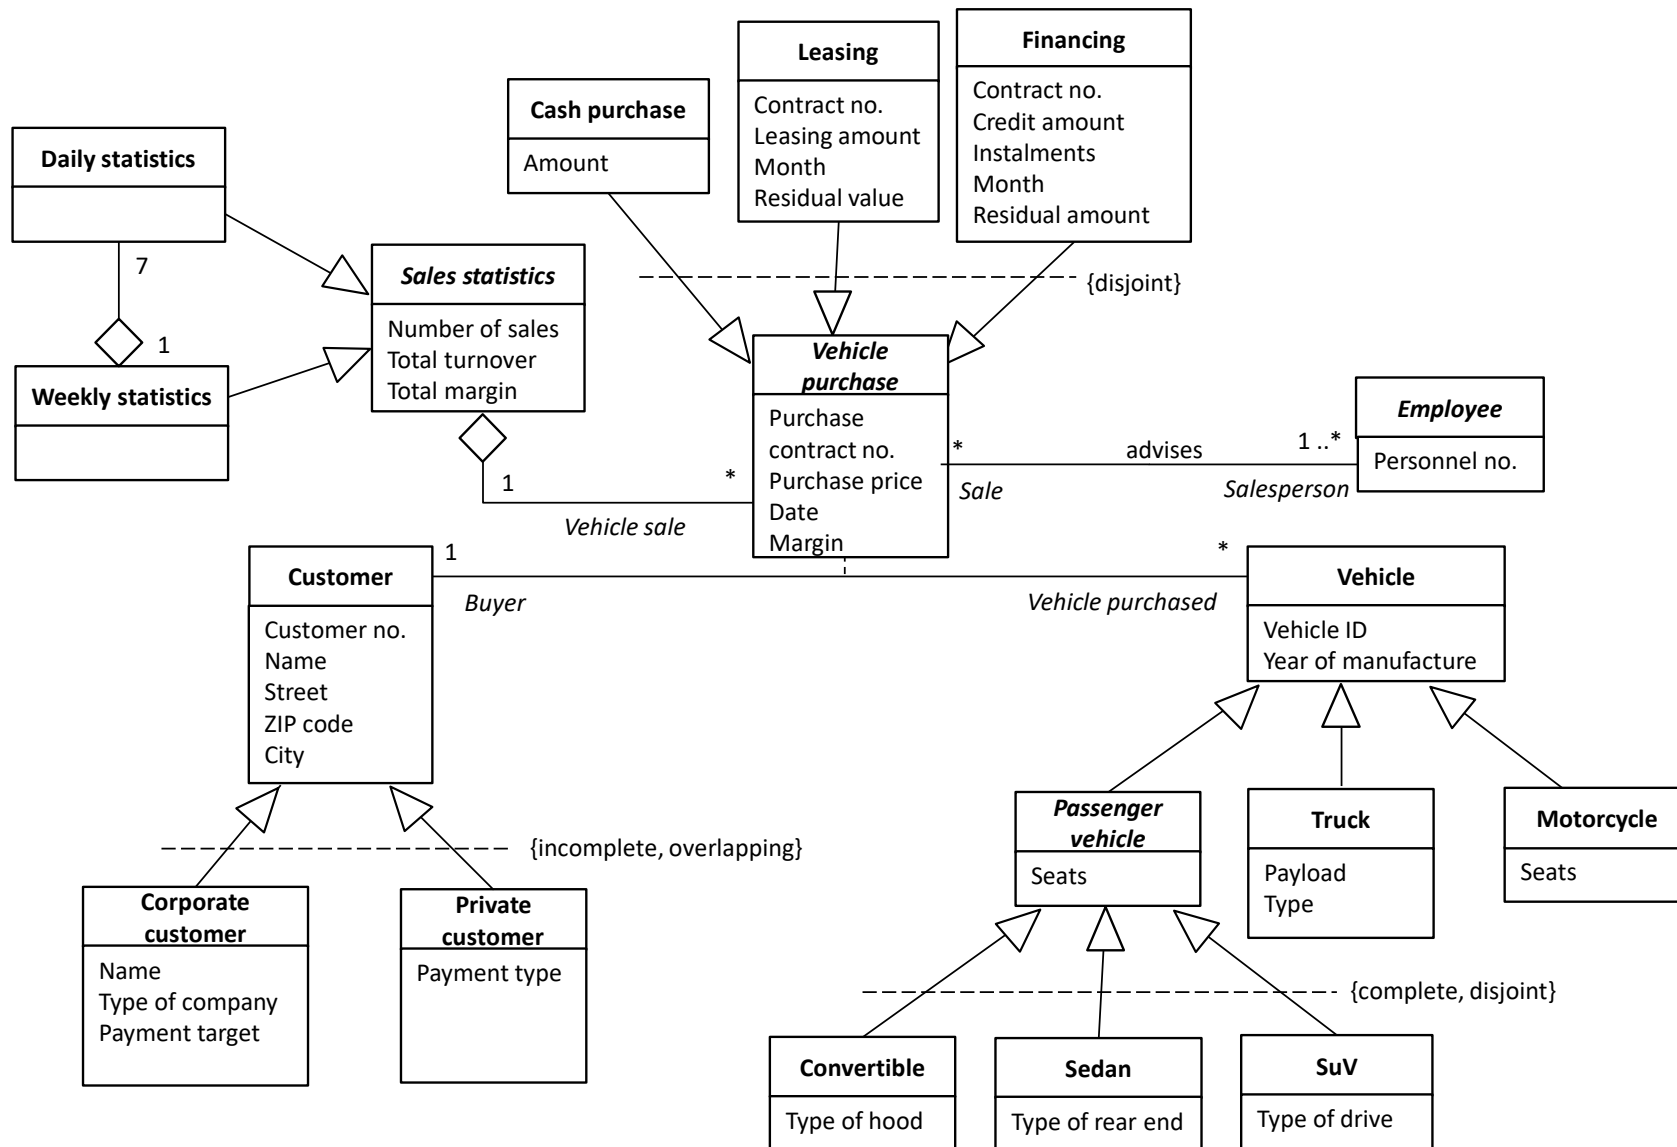 Leasing
Contract no.
Leasing amount
Month
Residual value
Financing
Contract no.
Credit amount
Instalments
Month
Residual amount
Cash purchase
Amount
Daily statistics
7
1
Weekly statistics
Sales statistics
Number of sales
Total turnover
Total margin
{disjoint}
Vehicle
purchase
Purchase
contract no.
Purchase price
Date
Margin
Employee
Personnel no.
*
advises
1 ..*
Sale
Salesperson
1
*
Vehicle sale
Customer
Customer no.
Name
Street
ZIP code
City
1
*
Buyer
Vehicle purchased
Vehicle
Vehicle ID
Year of manufacture
{incomplete, overlapping}
Corporate
customer
Name
Type of company
Payment target
Private
customer
Payment type
Passenger
vehicle
Seats
Truck
Payload
Type
Motorcycle
Seats
{complete, disjoint}
Convertible
Type of hood
Sedan
Type of rear end
SuV
Type of drive